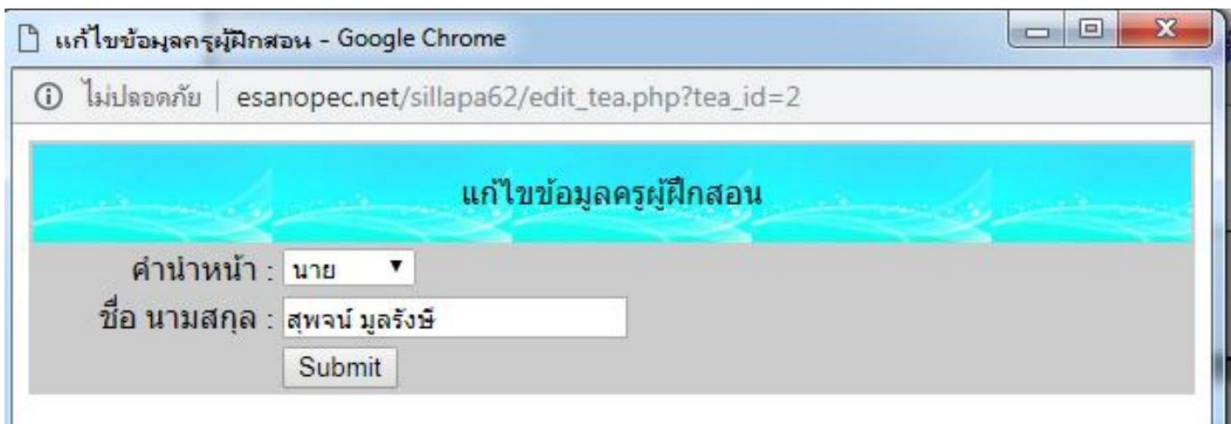 แก้ไขข้อมูลครูผู้ฝึกสอน - Google Chrome
ไม่ปลอดภัย | esanopec.net/sillapa62/edit_tea.php?tea_id=2
แก้ไขข้อมูลครูผู้ฝึกสอน
คำนำหน้า : นาย
ชื่อ นามสกุล : สุพจน์ มูลรังษี
Submit